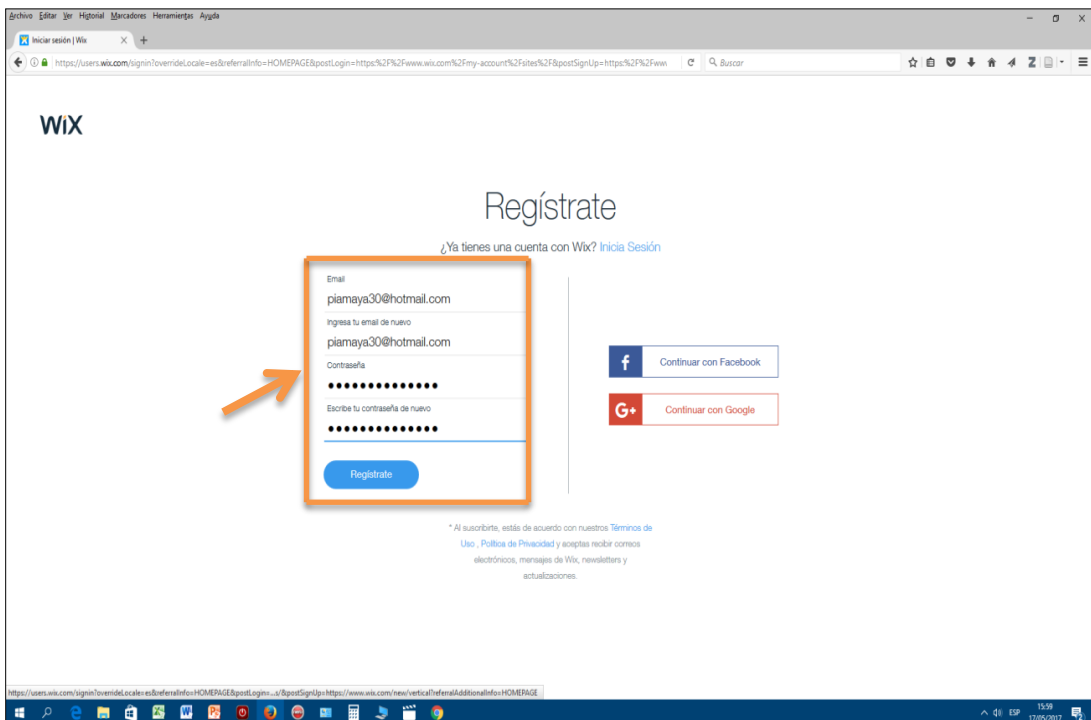 Archivo Editar Ver Historial Marcadores Herramientas Ayuda
Iniciar sesión | Wix
https://users.wix.com/signin?overrideLocale=es&referralInfo=HOMEPAGE&postLogin=https:%2F%2Fwww.wix.com%2Fmy-account%2Fsites%2F&postSignUp=https:%2F%2Fww
Buscar
WiX
Regístrate
¿Ya tienes una cuenta con Wix? Inicia Sesión
Email
piamaya30@hotmail.com
Ingresa tu email de nuevo
piamaya30@hotmail.com
Contraseña
●●●●●●●●●●●●●●
Escribe tu contraseña de nuevo
●●●●●●●●●●●●●●
Regístrate
f Continuar con Facebook
G+ Continuar con Google
* Al suscribirte, estás de acuerdo con nuestros Términos de
Uso , Política de Privacidad y aceptas recibir correos
electrónicos, mensajes de Wix, newsletters y
actualizaciones.
https://users.wix.com/signin?overrideLocale=es&referralInfo=HOMEPAGE&postLogin=...s/&postSignUp=https://www.wix.com/new/vertical?referralAdditionalInfo=HOMEPAGE
ESP
15:59
17/05/2017